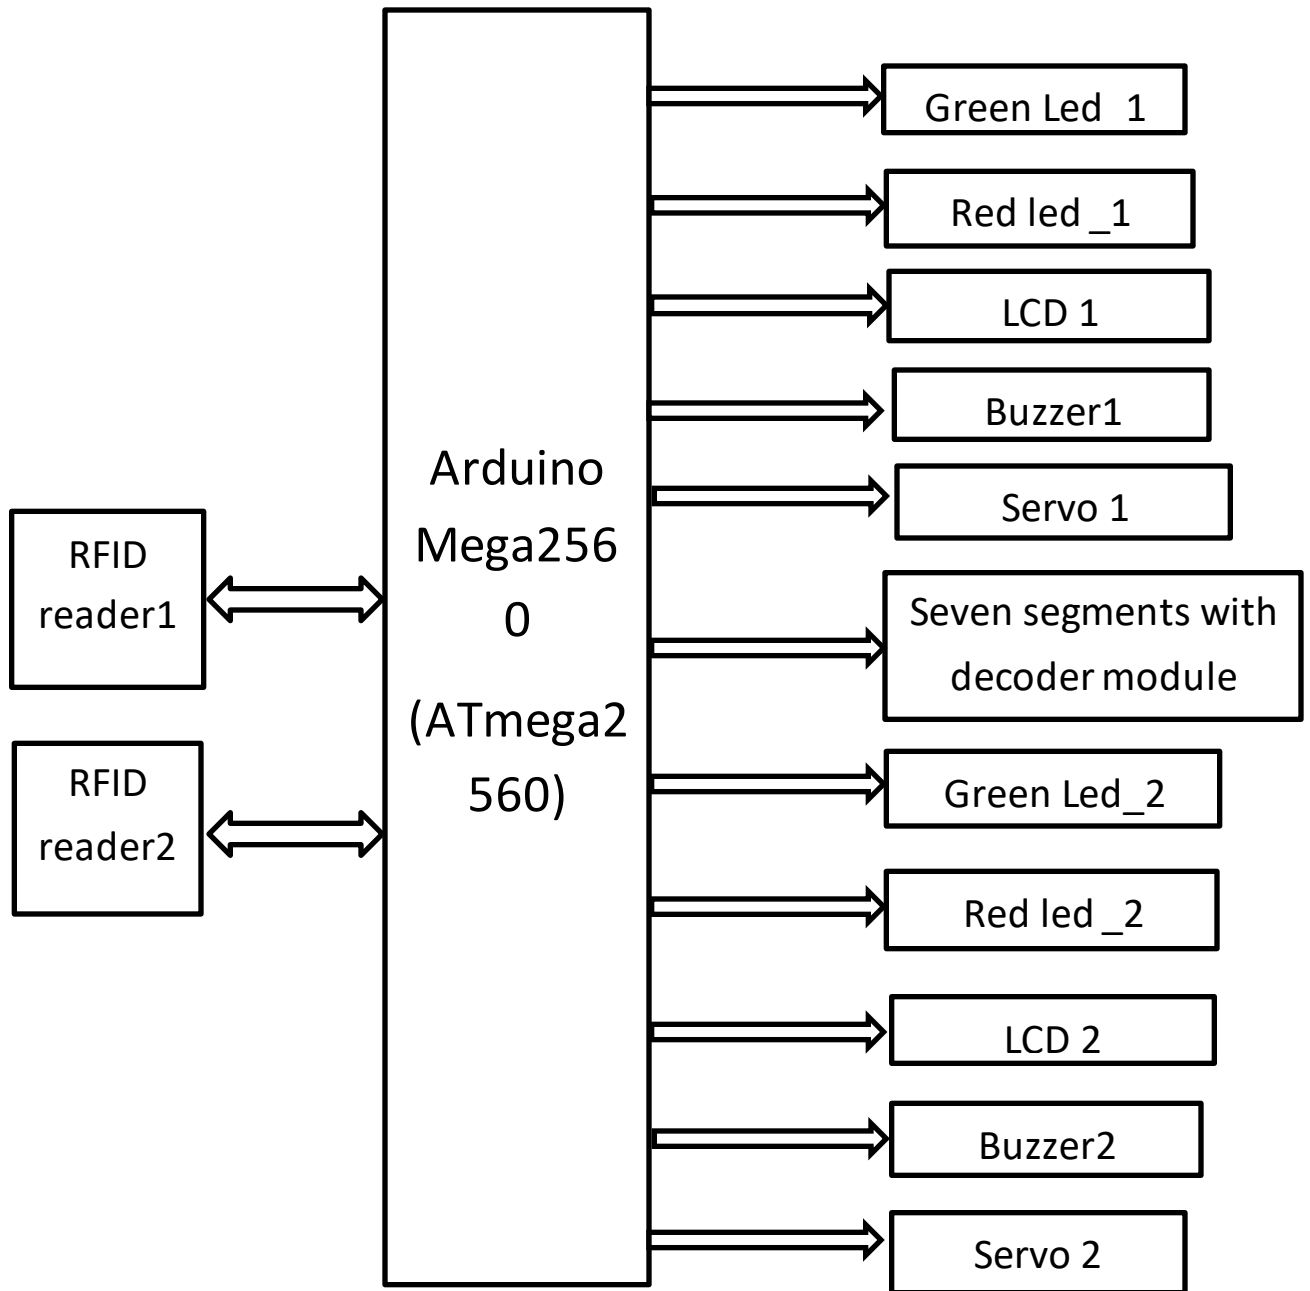 Green Led _1
Red led _1
LCD 1
Buzzer1
Servo 1
Seven segments with
decoder module
Green Led_2
Red led _2
LCD 2
Buzzer2
Servo 2
Arduino
Mega256
0
(ATmega2
560)
RFID
reader1
RFID
reader2